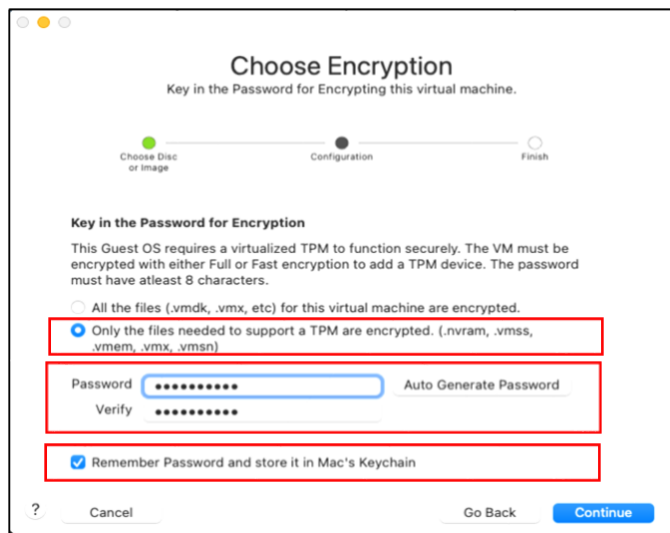 Choose Encryption
Key in the Password for Encrypting this virtual machine.
Choose Disc
or Image
Configuration
Finish
Key in the Password for Encryption
This Guest OS requires a virtualized TPM to function securely. The VM must be
encrypted with either Full or Fast encryption to add a TPM device. The password
must have atleast 8 characters.
All the files (.vmdk, .vmx, etc) for this virtual machine are encrypted.
Only the files needed to support a TPM are encrypted. (.nvram, .vmss,
.vmem, .vmx, .vmsn)
Password •••••••••• Auto Generate Password
Verify ••••••••••
Remember Password and store it in Mac's Keychain
? Cancel Go Back Continue